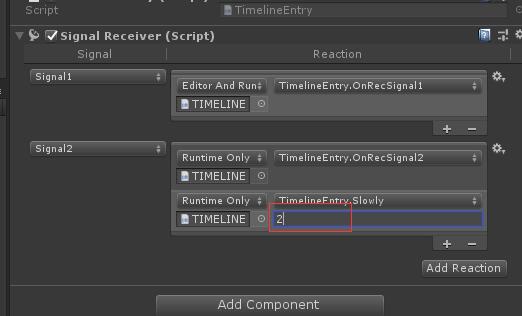 Script TimelineEntry
Signal Receiver (Script)
Signal Reaction
Signal1 Editor And Run TimelineEntry.OnRecSignal1
TIMELINE
+ −
Signal2 Runtime Only TimelineEntry.OnRecSignal2
TIMELINE
Runtime Only TimelineEntry.Slowly
TIMELINE 2
+ −
Add Reaction
Add Component